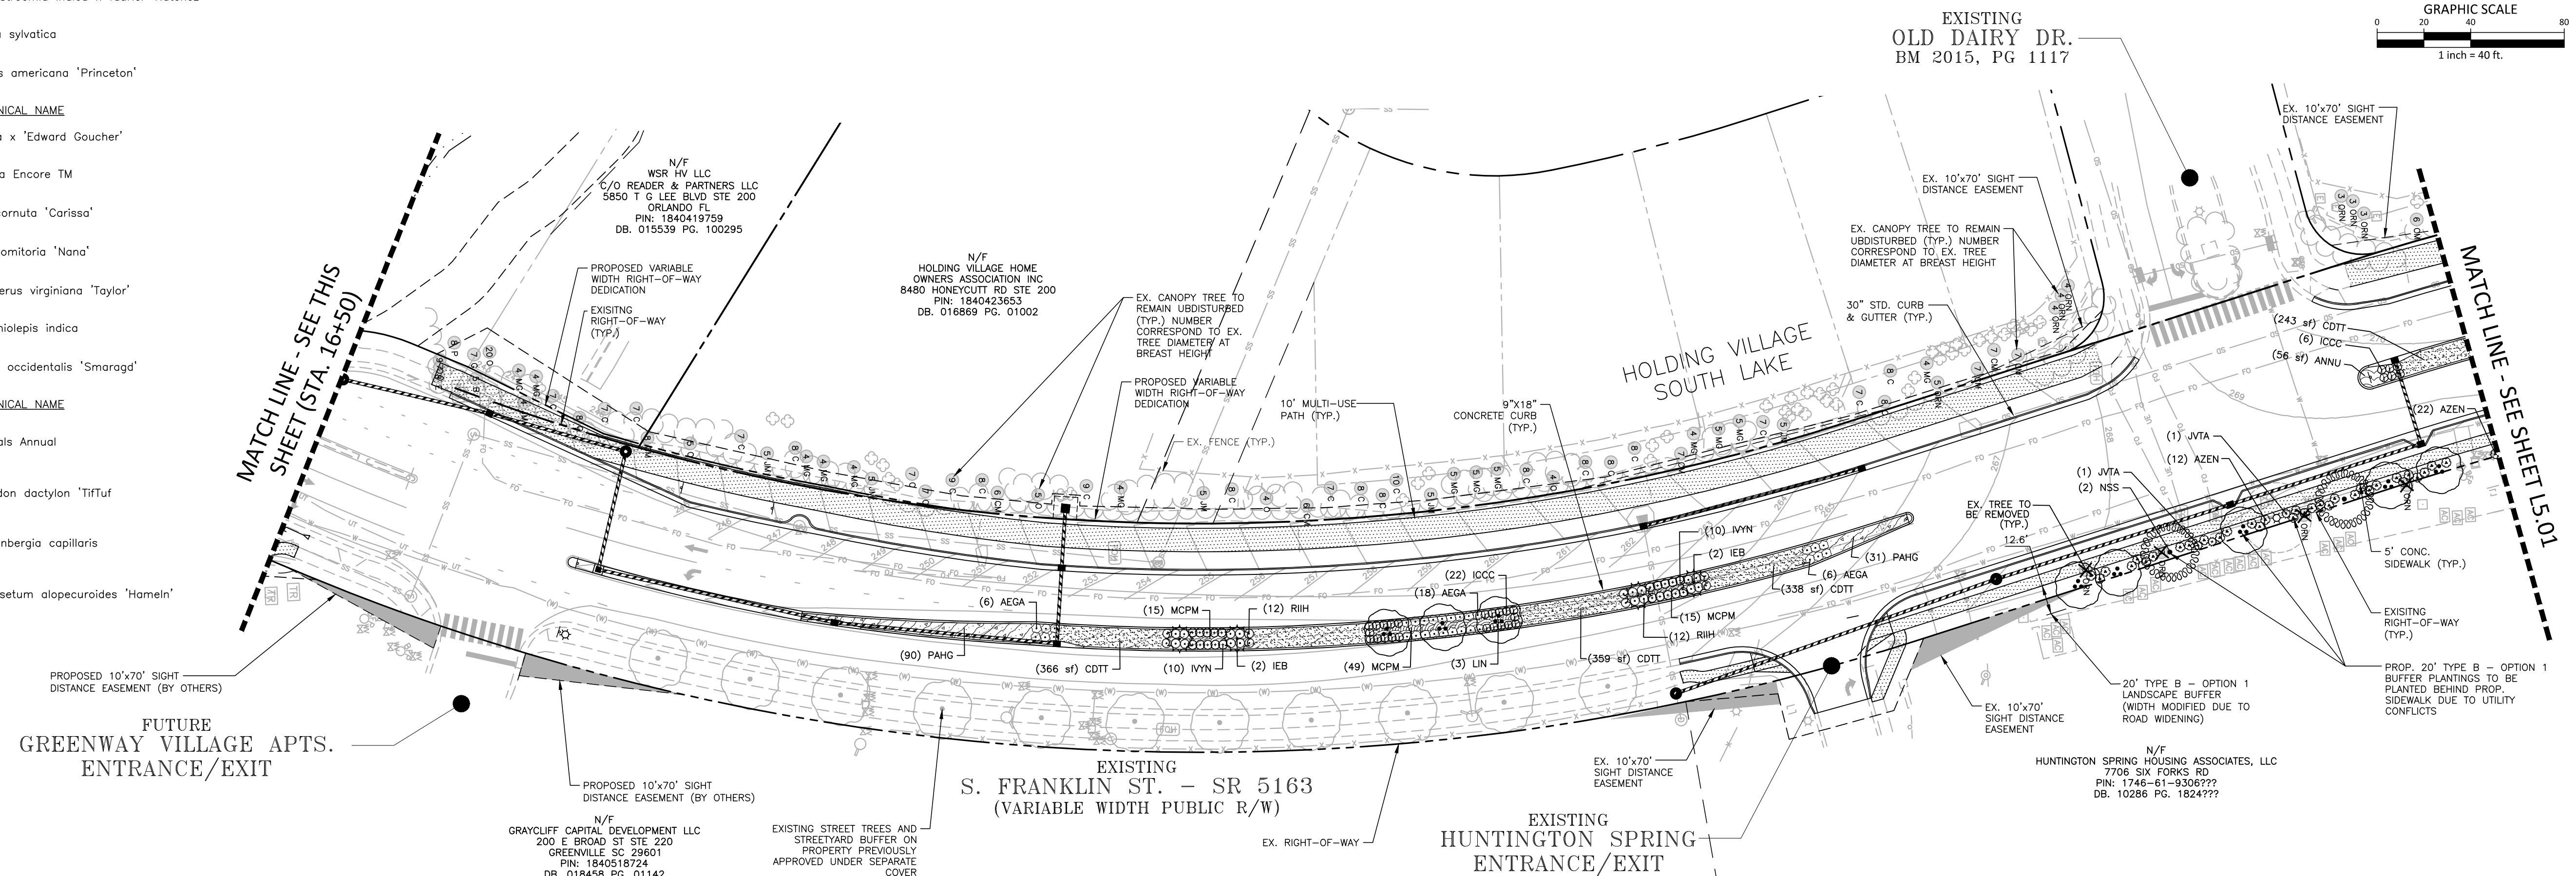 sylvatica
americana 'Princeton'
NICAL NAME
x 'Edward Goucher'
Encore TM
cornuta 'Carissa'
omitoria 'Nana'
erus virginiana 'Taylor'
niolepis indica
occidentalis 'Smaragd'
NICAL NAME
als Annual
don dactylon 'TifTuf
nbergia capillaris
setum alopecuroides 'Hameln'
MATCH LINE - SEE THIS
SHEET (STA. 16+50)
N/F
WSR HV LLC
C/O READER & PARTNERS LLC
5850 T G LEE BLVD STE 200
ORLANDO FL
PIN: 1840419759
DB. 015539 PG. 100295
PROPOSED VARIABLE
WIDTH RIGHT-OF-WAY
DEDICATION
EXISITNG
RIGHT-OF-WAY
(TYP.)
N/F
HOLDING VILLAGE HOME
OWNERS ASSOCIATION INC
8480 HONEYCUTT RD STE 200
PIN: 1840423653
DB. 016869 PG. 01002
EX. CANOPY TREE TO
REMAIN UBDISTURBED
(TYP.) NUMBER
CORRESPOND TO EX.
TREE DIAMETER AT
BREAST HEIGHT
PROPOSED VARIABLE
WIDTH RIGHT-OF-WAY
DEDICATION
EX. FENCE (TYP.)
10' MULTI-USE
PATH (TYP.)
9"X18"
CONCRETE CURB
(TYP.)
HOLDING VILLAGE
SOUTH LAKE
30" STD. CURB
& GUTTER (TYP.)
EX. CANOPY TREE TO REMAIN
UBDISTURBED (TYP.) NUMBER
CORRESPOND TO EX. TREE
DIAMETER AT BREAST HEIGHT
EX. 10'x70' SIGHT
DISTANCE EASEMENT
EXISTING
OLD DAIRY DR.
BM 2015, PG 1117
EX. 10'x70' SIGHT
DISTANCE EASEMENT
GRAPHIC SCALE
0 20 40 80
1 inch = 40 ft.
MATCH LINE - SEE SHEET L5.01
(243 sf) CDTT
(6) ICCC
(56 sf) ANNU
(22) AZEN
(1) JVTA
(12) AZEN
(1) JVTA
(2) NSS
EX. TREE TO
BE REMOVED
(TYP.)
12.6'
5' CONC.
SIDEWALK (TYP.)
EXISITNG
RIGHT-OF-WAY
(TYP.)
PROP. 20' TYPE B – OPTION 1
BUFFER PLANTINGS TO BE
PLANTED BEHIND PROP.
SIDEWALK DUE TO UTILITY
CONFLICTS
20' TYPE B – OPTION 1
LANDSCAPE BUFFER
(WIDTH MODIFIED DUE TO
ROAD WIDENING)
EX. 10'x70'
SIGHT DISTANCE
EASEMENT
N/F
HUNTINGTON SPRING HOUSING ASSOCIATES, LLC
7706 SIX FORKS RD
PIN: 1746-61-9306???
DB. 10286 PG. 1824???
(10) IVYN
(2) IEB
(31) PAHG
(6) AEGA
(338 sf) CDTT
(15) MCPM
(12) RIIH
(22) ICCC
(18) AEGA
(359 sf) CDTT
(3) LIN
(49) MCPM
(12) RIIH
(15) MCPM
(6) AEGA
(2) IEB
(10) IVYN
(366 sf) CDTT
(90) PAHG
PROPOSED 10'x70' SIGHT
DISTANCE EASEMENT (BY OTHERS)
FUTURE
GREENWAY VILLAGE APTS.
ENTRANCE/EXIT
PROPOSED 10'x70' SIGHT
DISTANCE EASEMENT (BY OTHERS)
N/F
GRAYCLIFF CAPITAL DEVELOPMENT LLC
200 E BROAD ST STE 220
GREENVILLE SC 29601
PIN: 1840518724
DB. 018458 PG. 01142
EXISTING STREET TREES AND
STREETYARD BUFFER ON
PROPERTY PREVIOUSLY
APPROVED UNDER SEPARATE
COVER
EXISTING
S. FRANKLIN ST. – SR 5163
(VARIABLE WIDTH PUBLIC R/W)
EX. RIGHT-OF-WAY
EX. 10'x70'
SIGHT DISTANCE
EASEMENT
EXISTING
HUNTINGTON SPRING
ENTRANCE/EXIT